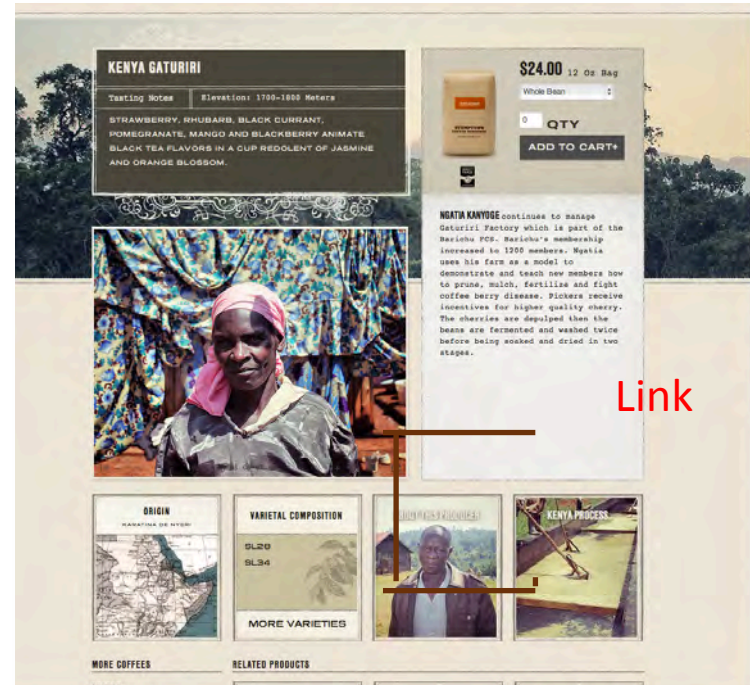 KENYA GATURIRI
Tasting Notes
Elevation: 1700-1800 Meters
STRAWBERRY, RHUBARB, BLACK CURRANT,
POMEGRANATE, MANGO AND BLACKBERRY ANIMATE
BLACK TEA FLAVORS IN A CUP REDOLENT OF JASMINE
AND ORANGE BLOSSOM.
$24.00 12 Oz Bag
Whole Bean
0 QTY
ADD TO CART+
NGATIA KANYOGE continues to manage
Gaturiri Factory which is part of the
Barichu FCS. Barichu's membership
increased to 1200 members. Ngatia
uses his farm as a model to
demonstrate and teach new members how
to prune, mulch, fertilize and fight
coffee berry disease. Pickers receive
incentives for higher quality cherry.
The cherries are depulped then the
beans are fermented and washed twice
before being soaked and dried in two
stages.
Link
ORIGIN
KARATINA DE NYERI
VARIETAL COMPOSITION
SL28
SL34
MORE VARIETIES
ABOUT THIS PRODUCER
KENYA PROCESS
MORE COFFEES
RELATED PRODUCTS